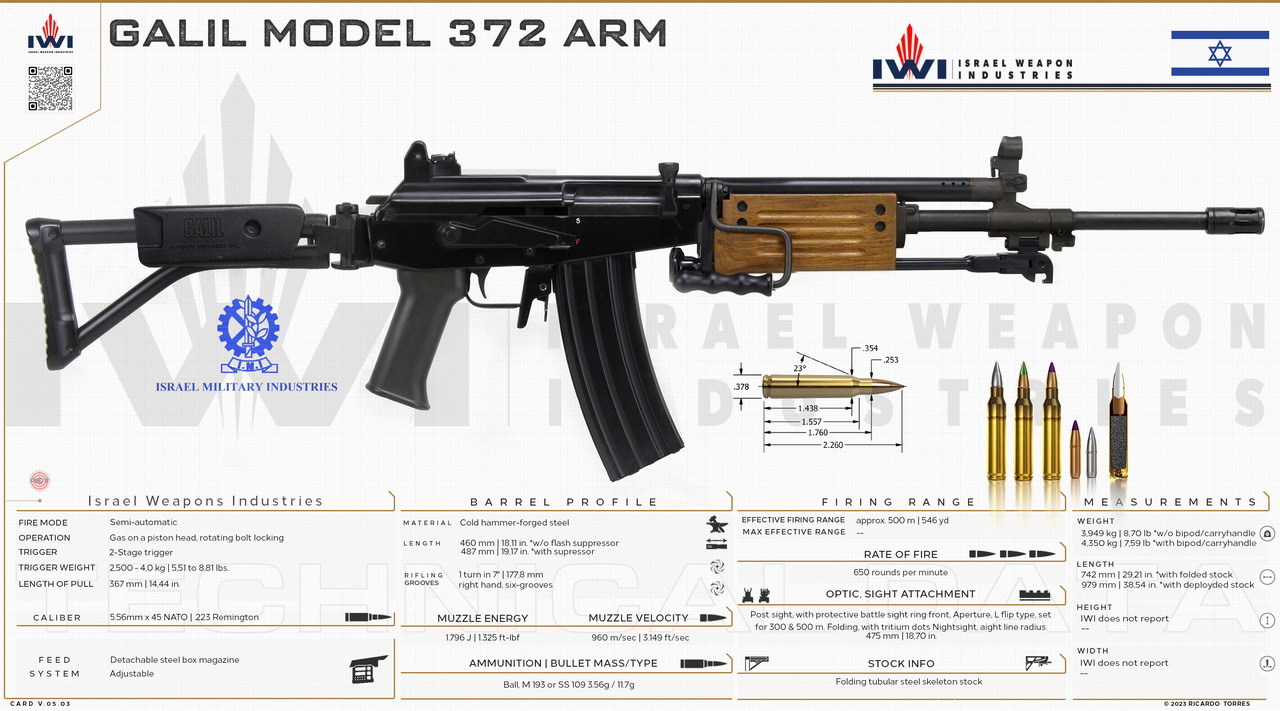 GALIL MODEL 372 ARM
IWI
ISRAEL WEAPON INDUSTRIES
IWI
ISRAEL WEAPON
INDUSTRIES
GALIL
S
F
IWI
ISRAEL WEAPON
INDUSTRIES
I.M.I.
ISRAEL MILITARY INDUSTRIES
.354
.253
23°
.378
1.438
1.557
1.760
2.260
Israel Weapons Industries
FIRE MODE Semi-automatic
OPERATION Gas on a piston head, rotating bolt locking
TRIGGER 2-Stage trigger
TRIGGER WEIGHT 2,500 - 4.0 kg | 5.51 to 8.81 lbs.
LENGTH OF PULL 367 mm | 14,44 in.
CALIBER 5.56mm x 45 NATO | 223 Remington
FEED SYSTEM
Detachable steel box magazine
Adjustable
BARREL PROFILE
MATERIAL Cold hammer-forged steel
LENGTH 460 mm | 18,11 in. *w/o flash suppressor
487 mm | 19.17 in. *with supressor
RIFLING GROOVES
1 turn in 7" | 177,8 mm
right hand, six-grooves
MUZZLE ENERGY
1.796 J | 1.325 ft-lbf
MUZZLE VELOCITY
960 m/sec | 3.149 ft/sec
AMMUNITION | BULLET MASS/TYPE
Ball, M 193 or SS 109 3.56g / 11.7g
FIRING RANGE
EFFECTIVE FIRING RANGE approx. 500 m | 546 yd
MAX EFFECTIVE RANGE --
RATE OF FIRE
650 rounds per minute
OPTIC, SIGHT ATTACHMENT
Post sight, with protective battle sight ring front, Aperture, L flip type, set
for 300 & 500 m. Folding, with tritium dots Nightsight, aight line radius
475 mm | 18,70 in.
STOCK INFO
Folding tubular steel skeleton stock
MEASUREMENTS
WEIGHT
3,949 kg | 8,70 lb *w/o bipod/carryhandle
4,350 kg | 7,59 lb *with bipod/carryhandle
LENGTH
742 mm | 29,21 in. *with folded stock
979 mm | 38,54 in. *with deployded stock
HEIGHT
IWI does not report
--
WIDTH
IWI does not report
--
TECHNICAL DATA
CARD V.05.03
© 2023 RICARDO TORRES